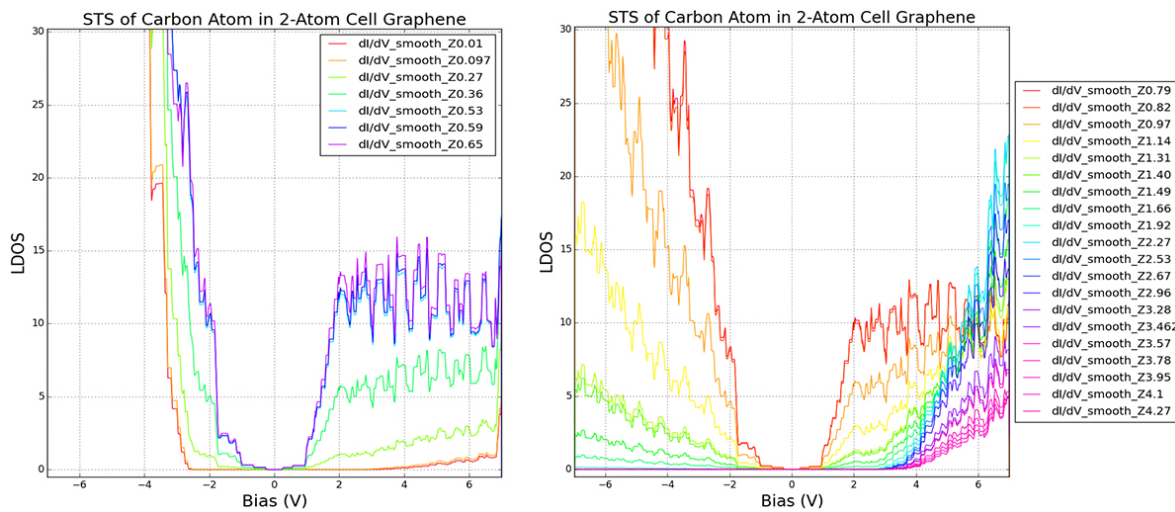 STS of Carbon Atom in 2-Atom Cell Graphene
30
25
20
15
10
5
0
LDOS
−6
−4
−2
0
2
4
6
Bias (V)
dI/dV_smooth_Z0.01
dI/dV_smooth_Z0.097
dI/dV_smooth_Z0.27
dI/dV_smooth_Z0.36
dI/dV_smooth_Z0.53
dI/dV_smooth_Z0.59
dI/dV_smooth_Z0.65
STS of Carbon Atom in 2-Atom Cell Graphene
30
25
20
15
10
5
0
LDOS
−6
−4
−2
0
2
4
6
Bias (V)
dI/dV_smooth_Z0.79
dI/dV_smooth_Z0.82
dI/dV_smooth_Z0.97
dI/dV_smooth_Z1.14
dI/dV_smooth_Z1.31
dI/dV_smooth_Z1.40
dI/dV_smooth_Z1.49
dI/dV_smooth_Z1.66
dI/dV_smooth_Z1.92
dI/dV_smooth_Z2.27
dI/dV_smooth_Z2.53
dI/dV_smooth_Z2.67
dI/dV_smooth_Z2.96
dI/dV_smooth_Z3.28
dI/dV_smooth_Z3.462
dI/dV_smooth_Z3.57
dI/dV_smooth_Z3.78
dI/dV_smooth_Z3.95
dI/dV_smooth_Z4.1
dI/dV_smooth_Z4.27